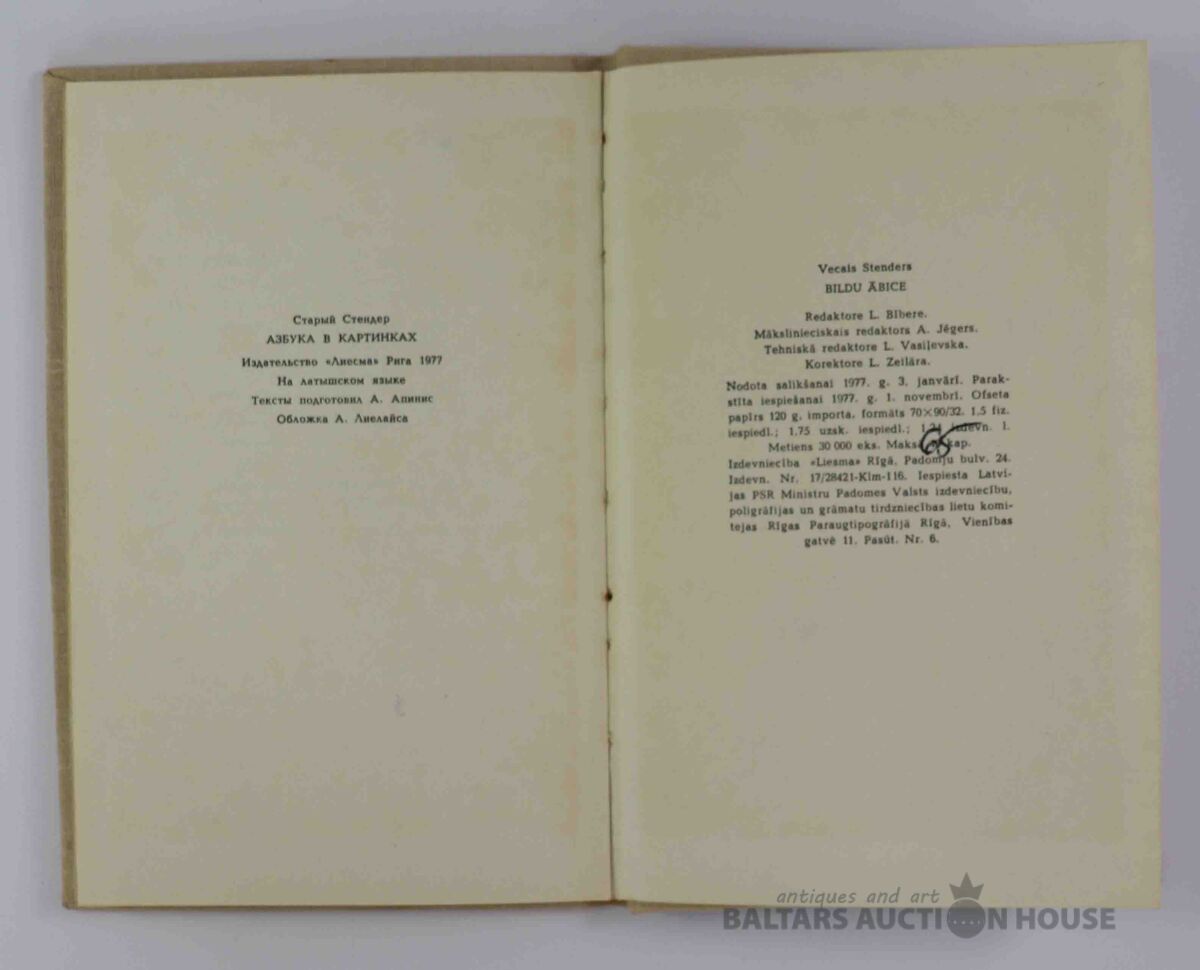 Старый Стендер
АЗБУКА В КАРТИНКАХ
Издательство «Лиесма» Рига 1977
На латышском языке
Тексты подготовил А. Апинис
Обложка А. Лиелайса
Vecais Stenders
BILDU ĀBICE
Redaktore L. Bībere.
Mākslinieciskais redaktors A. Jēgers.
Tehniskā redaktore L. Vasiļevska.
Korektore L. Zeilāra.
Nodota salikšanai 1977. g. 3. janvārī. Parak-
stīta iespiešanai 1977. g. 1. novembrī. Ofseta
papīrs 120 g, importa, formāts 70×90/32. 1,5 fiz.
iespiedl.; 1,75 uzsk. iespiedl.; izdevn. l.
Metiens 30 000 eks. Maksā kap.
Izdevniecība «Liesma» Rīgā, Padomju bulv. 24.
Izdevn. Nr. 17/28421-Klm-116. Iespiesta Latvi-
jas PSR Ministru Padomes Valsts izdevniecību,
poligrāfijas un grāmatu tirdzniecības lietu komi-
tejas Rīgas Paraugtipogrāfijā Rīgā, Vienības
gatvē 11. Pasūt. Nr. 6.
antiques and art
BALTARS AUCTION HOUSE